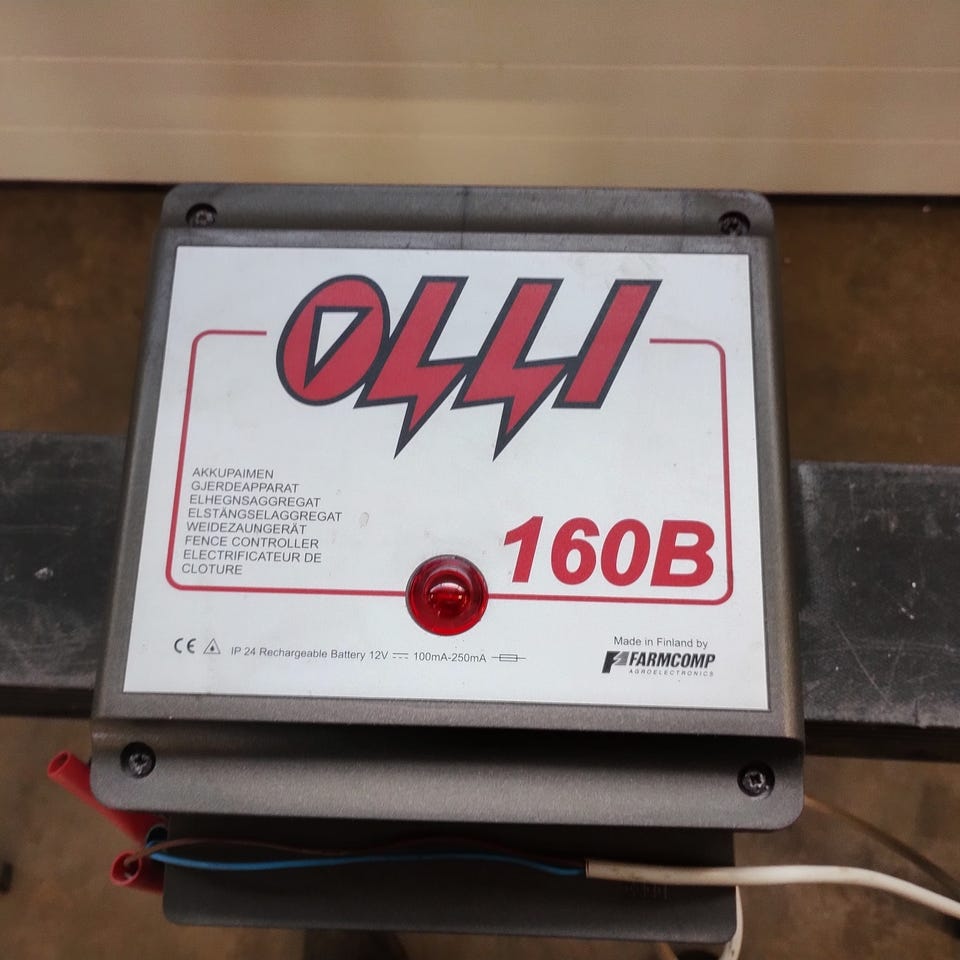 OLLI
AKKUPAIMEN
GJERDEAPPARAT
ELHEGNSAGGREGAT
ELSTÄNGSELAGGREGAT
WEIDEZAUNGERÄT
FENCE CONTROLLER
ELECTRIFICATEUR DE
CLOTURE
160B
CE IP 24 Rechargeable Battery 12V 100mA-250mA
Made in Finland by
FARMCOMP
AGROELECTRONICS